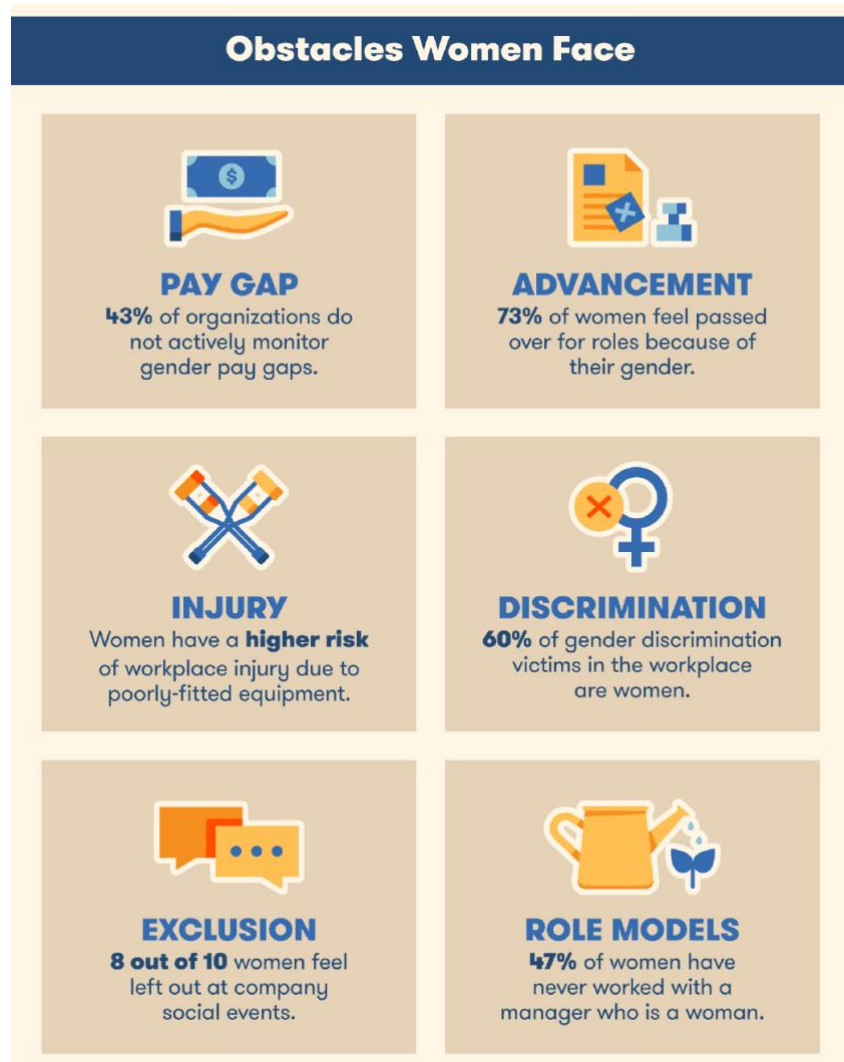 Obstacles Women Face
$
PAY GAP
43% of organizations do
not actively monitor
gender pay gaps.
ADVANCEMENT
73% of women feel passed
over for roles because of
their gender.
INJURY
Women have a higher risk
of workplace injury due to
poorly-fitted equipment.
DISCRIMINATION
60% of gender discrimination
victims in the workplace
are women.
EXCLUSION
8 out of 10 women feel
left out at company
social events.
ROLE MODELS
47% of women have
never worked with a
manager who is a woman.